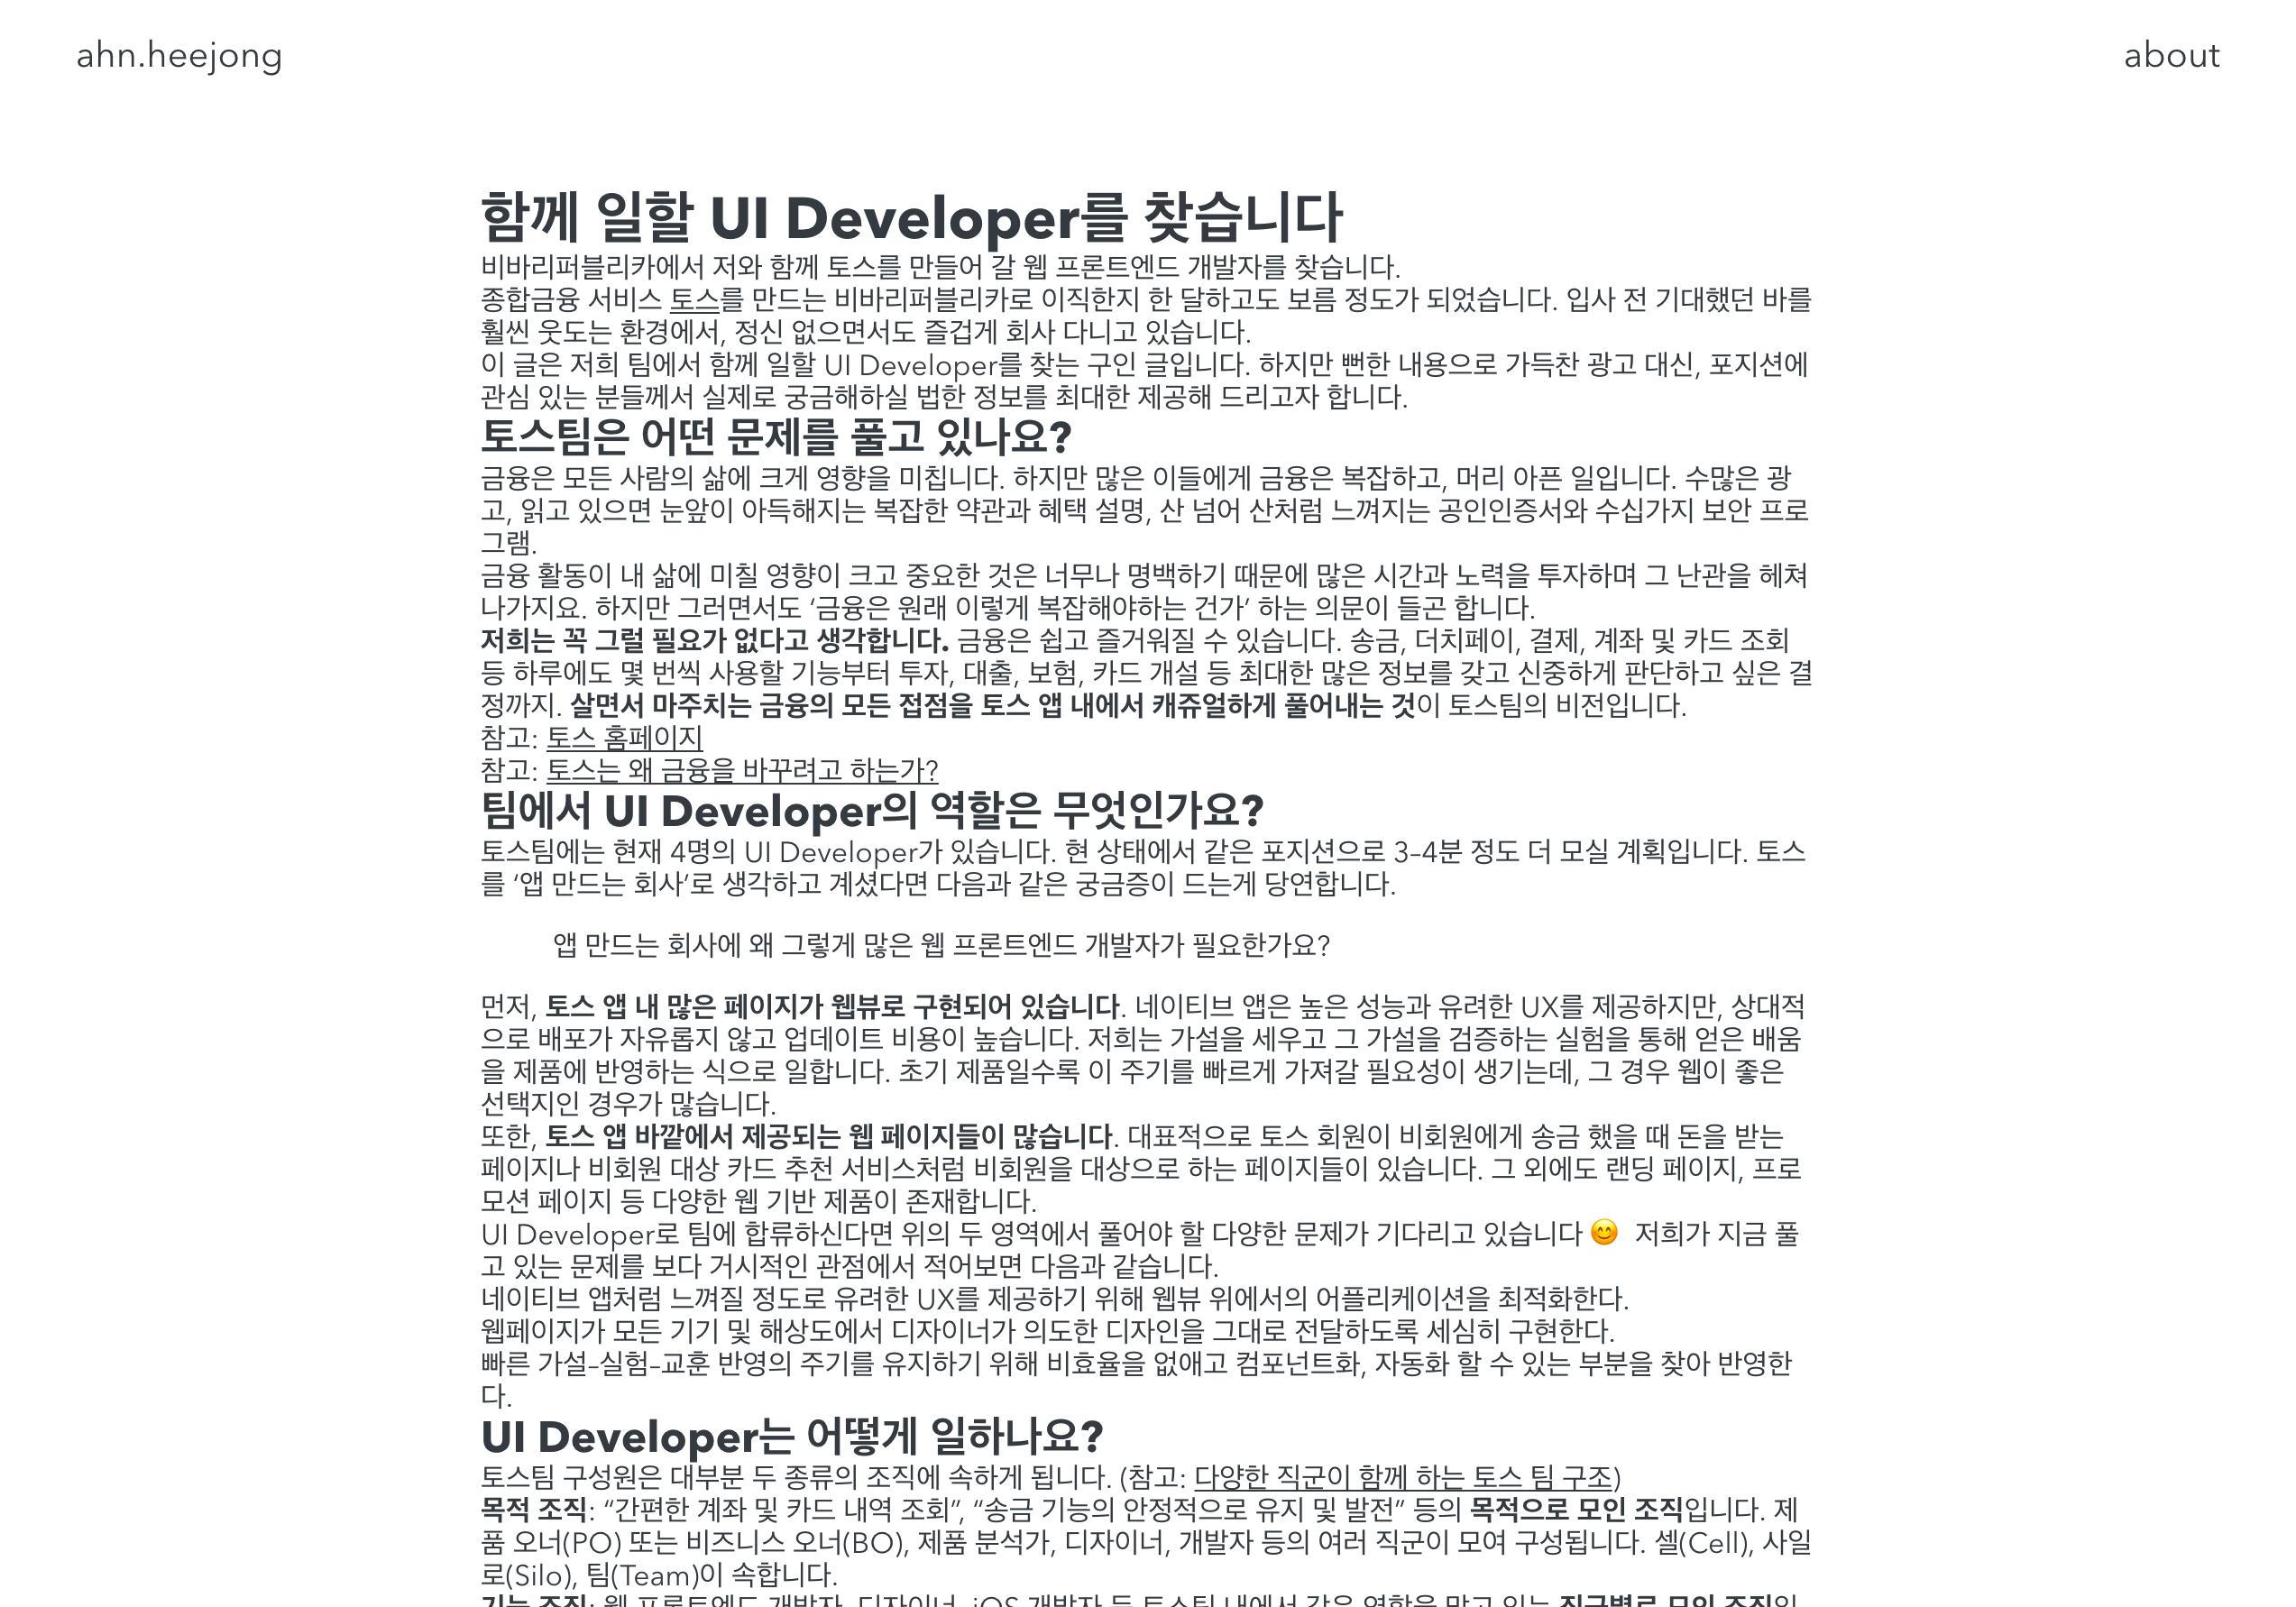 ahn.heejong
about
함께 일할 UI Developer를 찾습니다
비바리퍼블리카에서 저와 함께 토스를 만들어 갈 웹 프론트엔드 개발자를 찾습니다.
종합금융 서비스 토스를 만드는 비바리퍼블리카로 이직한지 한 달하고도 보름 정도가 되었습니다. 입사 전 기대했던 바를
훨씬 웃도는 환경에서, 정신 없으면서도 즐겁게 회사 다니고 있습니다.
이 글은 저희 팀에서 함께 일할 UI Developer를 찾는 구인 글입니다. 하지만 뻔한 내용으로 가득찬 광고 대신, 포지션에
관심 있는 분들께서 실제로 궁금해하실 법한 정보를 최대한 제공해 드리고자 합니다.
토스팀은 어떤 문제를 풀고 있나요?
금융은 모든 사람의 삶에 크게 영향을 미칩니다. 하지만 많은 이들에게 금융은 복잡하고, 머리 아픈 일입니다. 수많은 광
고, 읽고 있으면 눈앞이 아득해지는 복잡한 약관과 혜택 설명, 산 넘어 산처럼 느껴지는 공인인증서와 수십가지 보안 프로
그램.
금융 활동이 내 삶에 미칠 영향이 크고 중요한 것은 너무나 명백하기 때문에 많은 시간과 노력을 투자하며 그 난관을 헤쳐
나가지요. 하지만 그러면서도 ‘금융은 원래 이렇게 복잡해야하는 건가’ 하는 의문이 들곤 합니다.
저희는 꼭 그럴 필요가 없다고 생각합니다. 금융은 쉽고 즐거워질 수 있습니다. 송금, 더치페이, 결제, 계좌 및 카드 조회
등 하루에도 몇 번씩 사용할 기능부터 투자, 대출, 보험, 카드 개설 등 최대한 많은 정보를 갖고 신중하게 판단하고 싶은 결
정까지. 살면서 마주치는 금융의 모든 접점을 토스 앱 내에서 캐쥬얼하게 풀어내는 것이 토스팀의 비전입니다.
참고: 토스 홈페이지
참고: 토스는 왜 금융을 바꾸려고 하는가?
팀에서 UI Developer의 역할은 무엇인가요?
토스팀에는 현재 4명의 UI Developer가 있습니다. 현 상태에서 같은 포지션으로 3-4분 정도 더 모실 계획입니다. 토스
를 ‘앱 만드는 회사’로 생각하고 계셨다면 다음과 같은 궁금증이 드는게 당연합니다.
앱 만드는 회사에 왜 그렇게 많은 웹 프론트엔드 개발자가 필요한가요?
먼저, 토스 앱 내 많은 페이지가 웹뷰로 구현되어 있습니다. 네이티브 앱은 높은 성능과 유려한 UX를 제공하지만, 상대적
으로 배포가 자유롭지 않고 업데이트 비용이 높습니다. 저희는 가설을 세우고 그 가설을 검증하는 실험을 통해 얻은 배움
을 제품에 반영하는 식으로 일합니다. 초기 제품일수록 이 주기를 빠르게 가져갈 필요성이 생기는데, 그 경우 웹이 좋은
선택지인 경우가 많습니다.
또한, 토스 앱 바깥에서 제공되는 웹 페이지들이 많습니다. 대표적으로 토스 회원이 비회원에게 송금 했을 때 돈을 받는
페이지나 비회원 대상 카드 추천 서비스처럼 비회원을 대상으로 하는 페이지들이 있습니다. 그 외에도 랜딩 페이지, 프로
모션 페이지 등 다양한 웹 기반 제품이 존재합니다.
UI Developer로 팀에 합류하신다면 위의 두 영역에서 풀어야 할 다양한 문제가 기다리고 있습니다 😊 저희가 지금 풀
고 있는 문제를 보다 거시적인 관점에서 적어보면 다음과 같습니다.
네이티브 앱처럼 느껴질 정도로 유려한 UX를 제공하기 위해 웹뷰 위에서의 어플리케이션을 최적화한다.
웹페이지가 모든 기기 및 해상도에서 디자이너가 의도한 디자인을 그대로 전달하도록 세심히 구현한다.
빠른 가설-실험-교훈 반영의 주기를 유지하기 위해 비효율을 없애고 컴포넌트화, 자동화 할 수 있는 부분을 찾아 반영한
다.
UI Developer는 어떻게 일하나요?
토스팀 구성원은 대부분 두 종류의 조직에 속하게 됩니다. (참고: 다양한 직군이 함께 하는 토스 팀 구조)
목적 조직: “간편한 계좌 및 카드 내역 조회”, “송금 기능의 안정적으로 유지 및 발전” 등의 목적으로 모인 조직입니다. 제
품 오너(PO) 또는 비즈니스 오너(BO), 제품 분석가, 디자이너, 개발자 등의 여러 직군이 모여 구성됩니다. 셀(Cell), 사일
로(Silo), 팀(Team)이 속합니다.
기능 조직: 웹 프론트엔드 개발자, 디자이너, iOS 개발자 등 토스팀 내에서 같은 역할을 맡고 있는 직군별로 모인 조직입